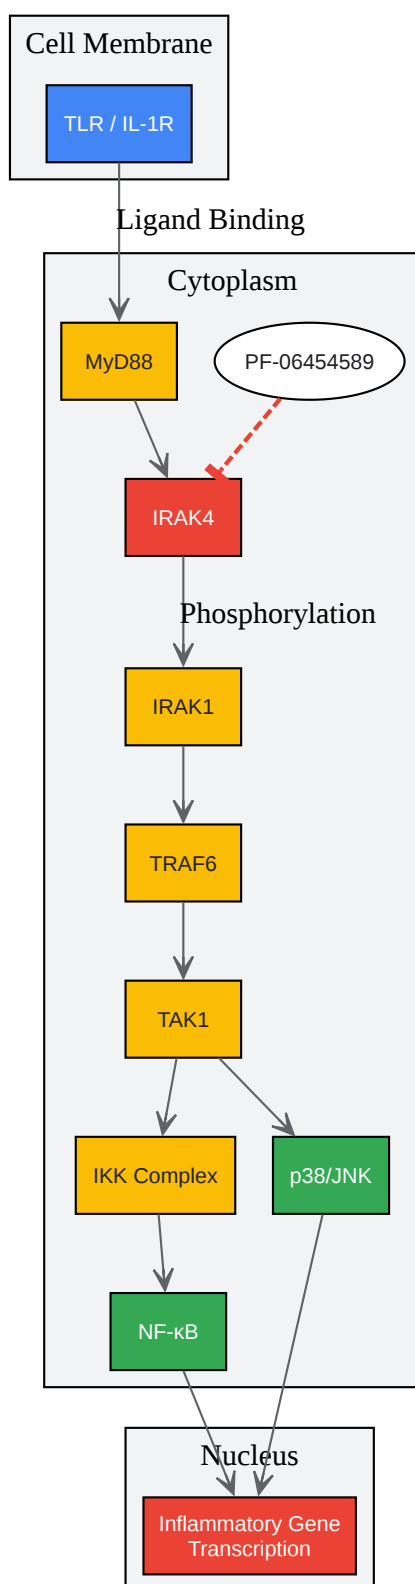 Cell Membrane
TLR / IL-1R
Ligand Binding
Cytoplasm
MyD88
PF-06454589
IRAK4
Phosphorylation
IRAK1
TRAF6
TAK1
IKK Complex
p38/JNK
NF-κB
Nucleus
Inflammatory Gene
Transcription